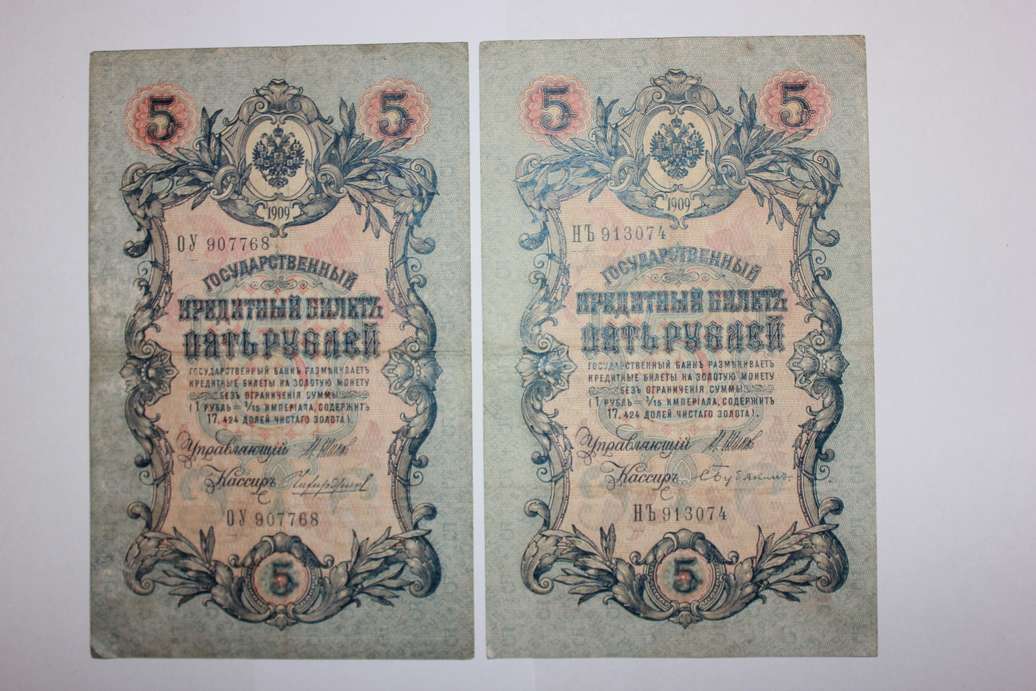 5 5
1909
ОУ 907768
ГОСУДАРСТВЕННЫЙ
КРЕДИТНЫЙ БИЛЕТЪ
ПЯТЬ РУБЛЕЙ
ГОСУДАРСТВЕННЫЙ БАНКЪ РАЗМѢНИВАЕТЪ
КРЕДИТНЫЕ БИЛЕТЫ НА ЗОЛОТУЮ МОНЕТУ
БЕЗЪ ОГРАНИЧЕНІЯ СУММЫ
(1 РУБЛЬ = 1/15 ИМПЕРІАЛА, СОДЕРЖИТЪ
17,424 ДОЛЕЙ ЧИСТАГО ЗОЛОТА).
Управляющій
Кассиръ
ОУ 907768
5
5 5
1909
НЪ 913074
ГОСУДАРСТВЕННЫЙ
КРЕДИТНЫЙ БИЛЕТЪ
ПЯТЬ РУБЛЕЙ
ГОСУДАРСТВЕННЫЙ БАНКЪ РАЗМѢНИВАЕТЪ
КРЕДИТНЫЕ БИЛЕТЫ НА ЗОЛОТУЮ МОНЕТУ
БЕЗЪ ОГРАНИЧЕНІЯ СУММЫ
(1 РУБЛЬ = 1/15 ИМПЕРІАЛА, СОДЕРЖИТЪ
17,424 ДОЛЕЙ ЧИСТАГО ЗОЛОТА).
Управляющій
Кассиръ
НЪ 913074
5